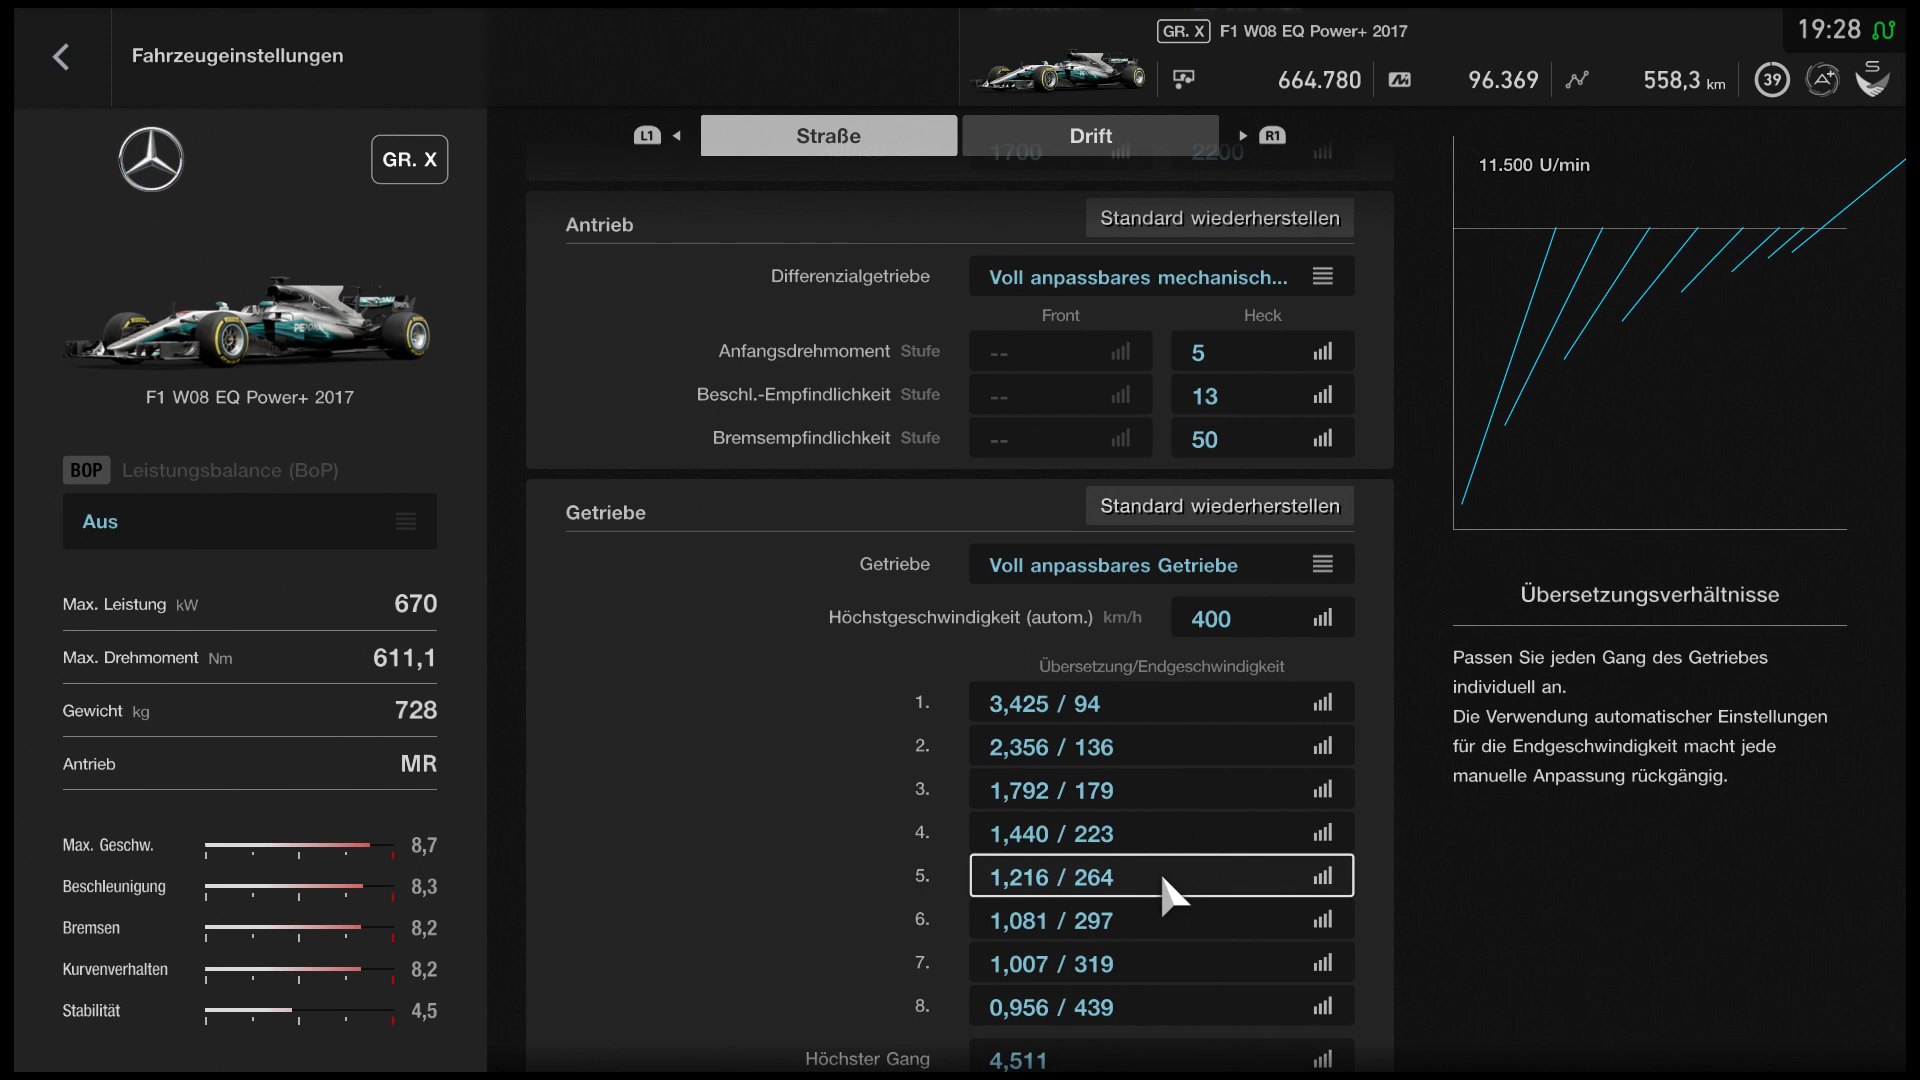 Fahrzeugeinstellungen
GR. X F1 W08 EQ Power+ 2017
19:28
664.780 96.369 558,3 km 39 A+ S
GR. X
F1 W08 EQ Power+ 2017
BOP Leistungsbalance (BoP)
Aus
Max. Leistung kW 670
Max. Drehmoment Nm 611,1
Gewicht kg 728
Antrieb MR
Max. Geschw. 8,7
Beschleunigung 8,3
Bremsen 8,2
Kurvenverhalten 8,2
Stabilität 4,5
L1 Straße Drift R1
1700 2200
Antrieb Standard wiederherstellen
Differenzialgetriebe Voll anpassbares mechanisch...
Front Heck
Anfangsdrehmoment Stufe -- 5
Beschl.-Empfindlichkeit Stufe -- 13
Bremsempfindlichkeit Stufe -- 50
Getriebe Standard wiederherstellen
Getriebe Voll anpassbares Getriebe
Höchstgeschwindigkeit (autom.) km/h 400
Übersetzung/Endgeschwindigkeit
1. 3,425 / 94
2. 2,356 / 136
3. 1,792 / 179
4. 1,440 / 223
5. 1,216 / 264
6. 1,081 / 297
7. 1,007 / 319
8. 0,956 / 439
Höchster Gang 4,511
11.500 U/min
Übersetzungsverhältnisse
Passen Sie jeden Gang des Getriebes
individuell an.
Die Verwendung automatischer Einstellungen
für die Endgeschwindigkeit macht jede
manuelle Anpassung rückgängig.